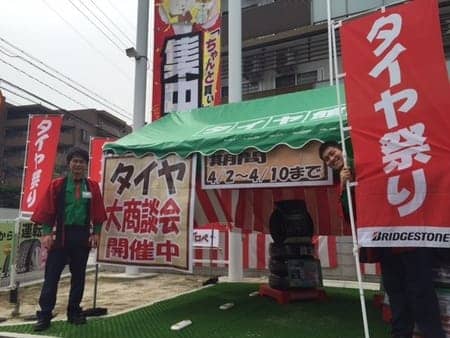 「ちゃんと買い
集中
タイヤ祭り
タイヤ
大商談会
開催中
期間
4/2~4/10まで
タイヤ祭り
BRIDGESTONE